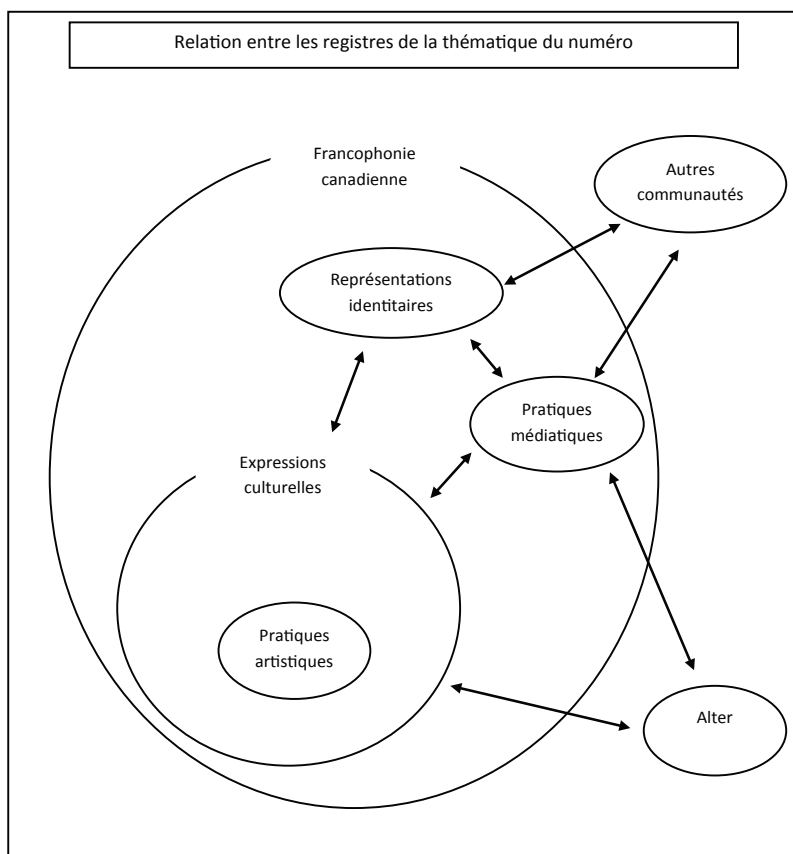 Relation entre les registres de la thématique du numéro
Francophonie
canadienne
Autres
communautés
Représentations
identitaires
Pratiques
médiatiques
Expressions
culturelles
Pratiques
artistiques
Alter